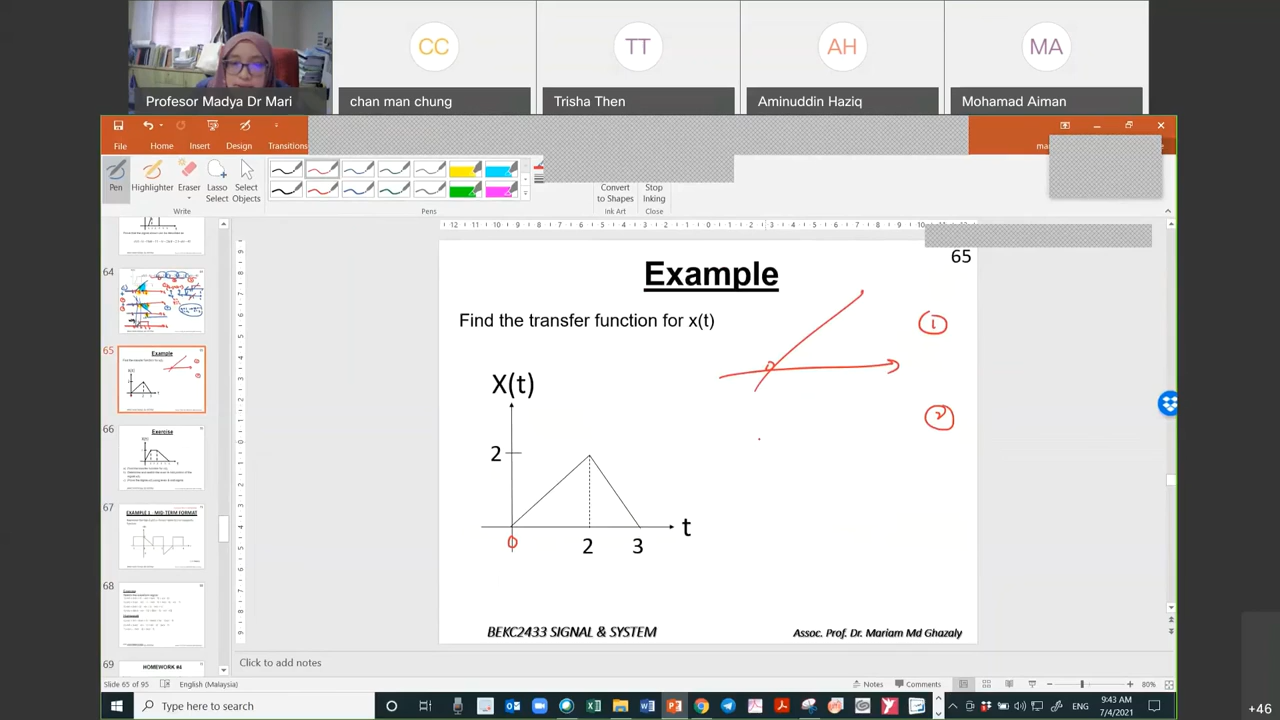 CC
TT
AH
MA
Profesor Madya Dr Mari
chan man chung
Trisha Then
Aminuddin Haziq
Mohamad Aiman
File
Home
Insert
Design
Transitions
Pen
Highlighter
Eraser
Lasso Select
Select Objects
Convert to Shapes
Stop Inking
Write
Pens
Ink Art
Close
64
65
Example
66
Exercise
67
EXAMPLE 1 - MID-TERM FORMAT
68
69
HOMEWORK #4
65
Example
Find the transfer function for x(t)
1
2
X(t)
2
t
0
2
3
BEKC2433 SIGNAL & SYSTEM
Assoc. Prof. Dr. Mariam Md Ghazaly
Click to add notes
Slide 65 of 95
English (Malaysia)
Notes
Comments
80%
Type here to search
9:43 AM
7/4/2021
+46